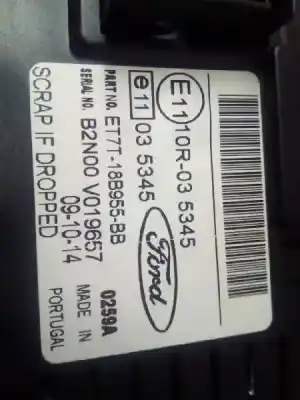 E11 10R-03 5345
e11 03 5345
Ford
PART NO. ET7T-18B955-BB
SERIAL NO. B2N00 V019657
09-10-14
0259A
MADE IN
PORTUGAL
SCRAP IF DROPPED